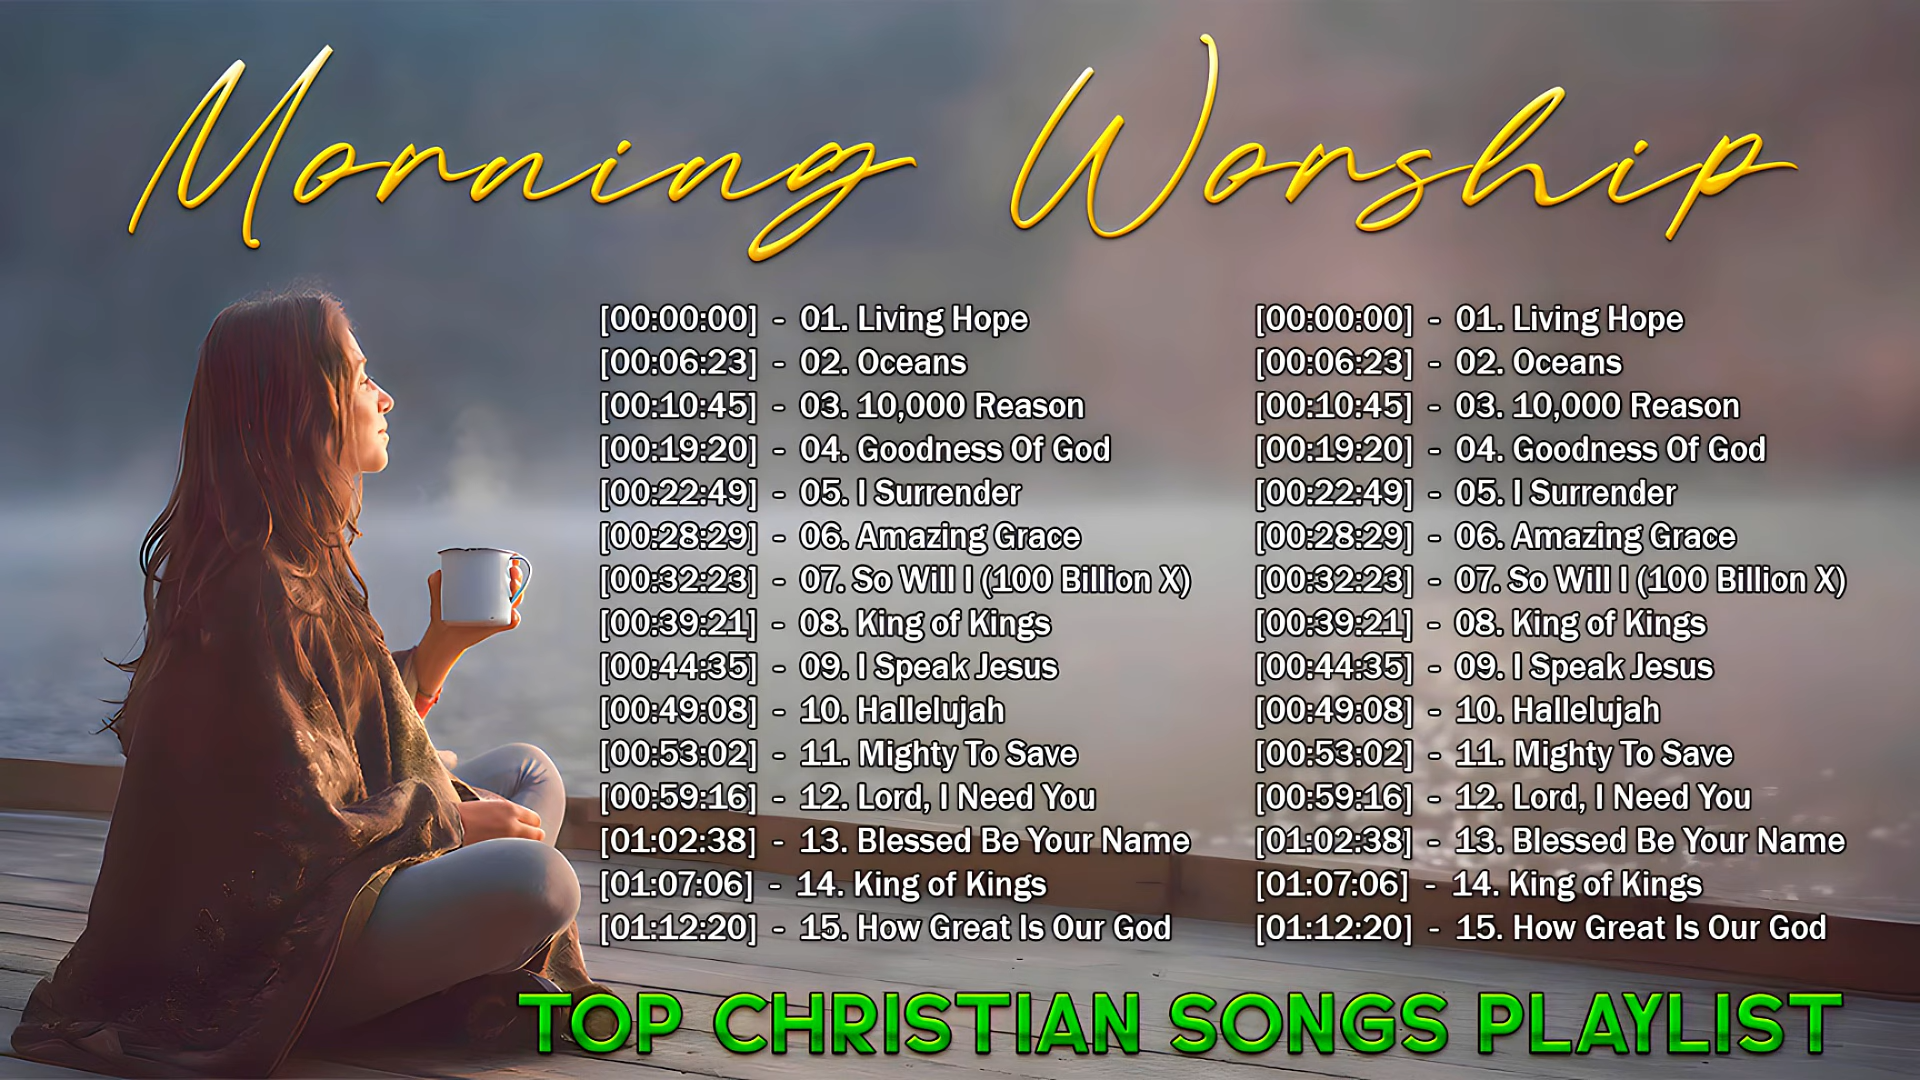 Morning Worship
[00:00:00] - 01. Living Hope
[00:06:23] - 02. Oceans
[00:10:45] - 03. 10,000 Reason
[00:19:20] - 04. Goodness Of God
[00:22:49] - 05. I Surrender
[00:28:29] - 06. Amazing Grace
[00:32:23] - 07. So Will I (100 Billion X)
[00:39:21] - 08. King of Kings
[00:44:35] - 09. I Speak Jesus
[00:49:08] - 10. Hallelujah
[00:53:02] - 11. Mighty To Save
[00:59:16] - 12. Lord, I Need You
[01:02:38] - 13. Blessed Be Your Name
[01:07:06] - 14. King of Kings
[01:12:20] - 15. How Great Is Our God
[00:00:00] - 01. Living Hope
[00:06:23] - 02. Oceans
[00:10:45] - 03. 10,000 Reason
[00:19:20] - 04. Goodness Of God
[00:22:49] - 05. I Surrender
[00:28:29] - 06. Amazing Grace
[00:32:23] - 07. So Will I (100 Billion X)
[00:39:21] - 08. King of Kings
[00:44:35] - 09. I Speak Jesus
[00:49:08] - 10. Hallelujah
[00:53:02] - 11. Mighty To Save
[00:59:16] - 12. Lord, I Need You
[01:02:38] - 13. Blessed Be Your Name
[01:07:06] - 14. King of Kings
[01:12:20] - 15. How Great Is Our God
TOP CHRISTIAN SONGS PLAYLIST